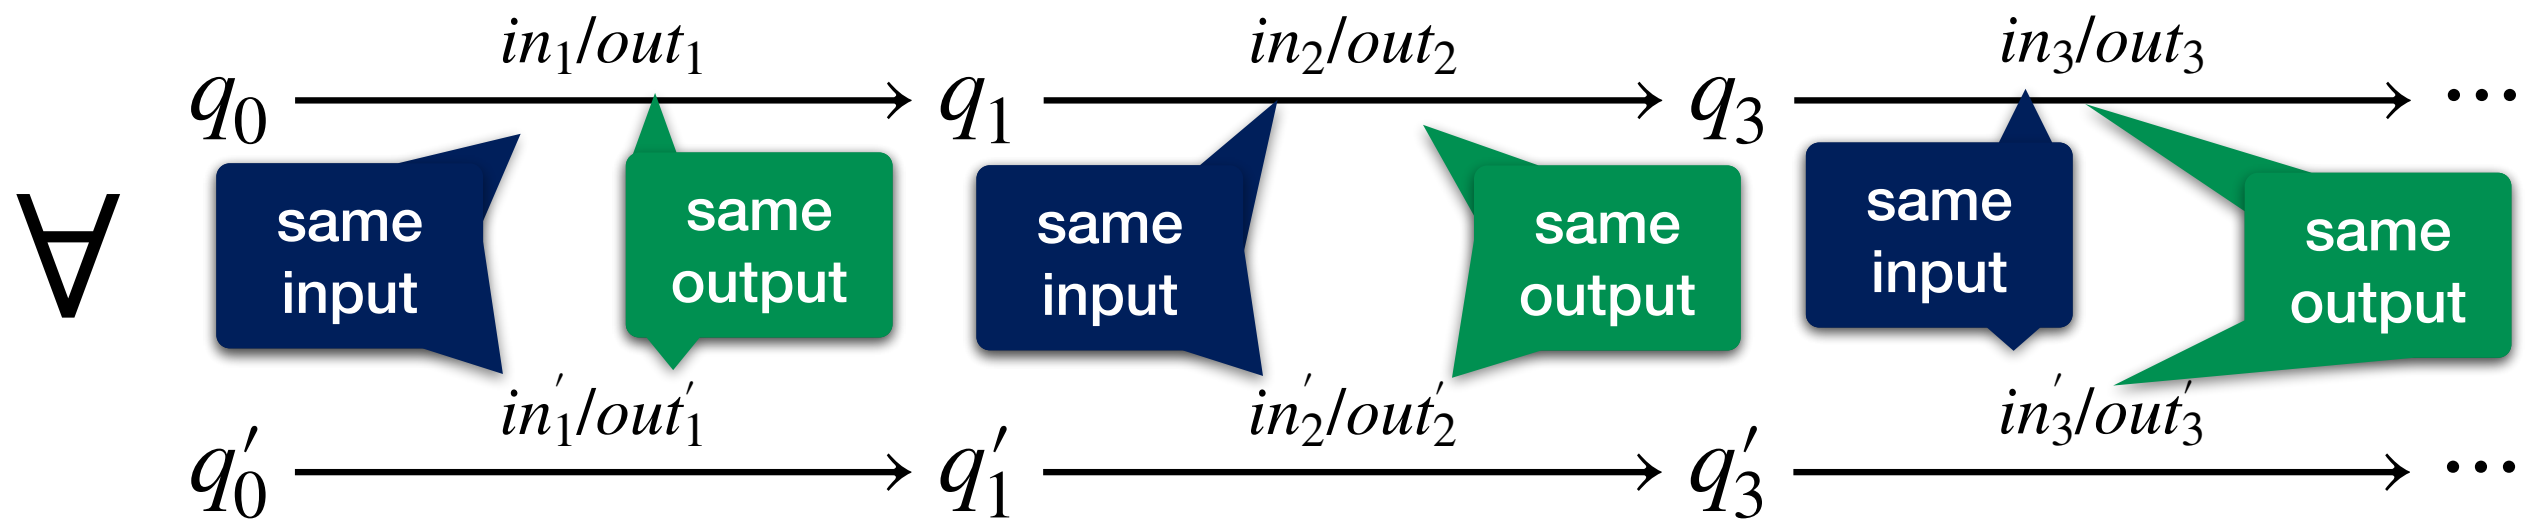 in₁/out₁ in₂/out₂ in₃/out₃
q₀ q₁ q₃ ...
∀
same input
same output
same input
same output
same input
same output
in′₁/out′₁ in′₂/out′₂ in′₃/out′₃
q′₀ q′₁ q′₃ ...